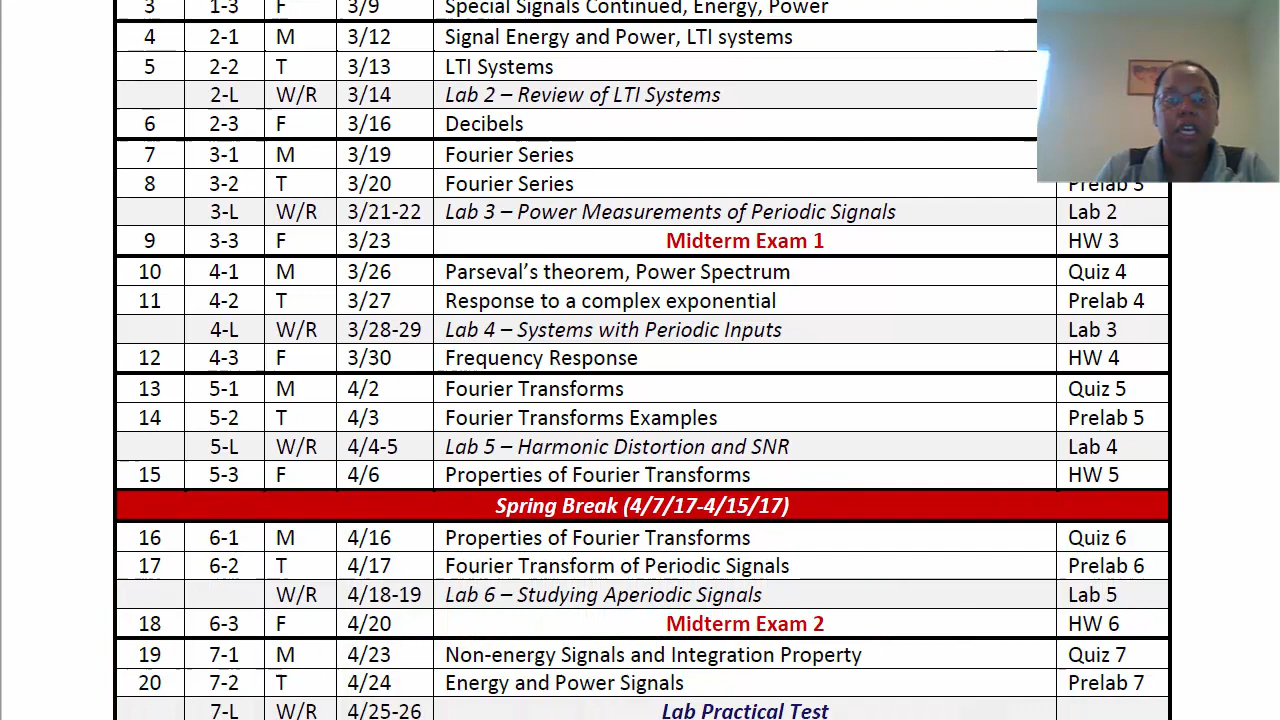 3 1-3 F 3/9 Special Signals Continued, Energy, Power
4 2-1 M 3/12 Signal Energy and Power, LTI systems
5 2-2 T 3/13 LTI Systems
2-L W/R 3/14 Lab 2 – Review of LTI Systems
6 2-3 F 3/16 Decibels
7 3-1 M 3/19 Fourier Series
8 3-2 T 3/20 Fourier Series Prelab 3
3-L W/R 3/21-22 Lab 3 – Power Measurements of Periodic Signals Lab 2
9 3-3 F 3/23 Midterm Exam 1 HW 3
10 4-1 M 3/26 Parseval's theorem, Power Spectrum Quiz 4
11 4-2 T 3/27 Response to a complex exponential Prelab 4
4-L W/R 3/28-29 Lab 4 – Systems with Periodic Inputs Lab 3
12 4-3 F 3/30 Frequency Response HW 4
13 5-1 M 4/2 Fourier Transforms Quiz 5
14 5-2 T 4/3 Fourier Transforms Examples Prelab 5
5-L W/R 4/4-5 Lab 5 – Harmonic Distortion and SNR Lab 4
15 5-3 F 4/6 Properties of Fourier Transforms HW 5
Spring Break (4/7/17-4/15/17)
16 6-1 M 4/16 Properties of Fourier Transforms Quiz 6
17 6-2 T 4/17 Fourier Transform of Periodic Signals Prelab 6
W/R 4/18-19 Lab 6 – Studying Aperiodic Signals Lab 5
18 6-3 F 4/20 Midterm Exam 2 HW 6
19 7-1 M 4/23 Non-energy Signals and Integration Property Quiz 7
20 7-2 T 4/24 Energy and Power Signals Prelab 7
7-L W/R 4/25-26 Lab Practical Test